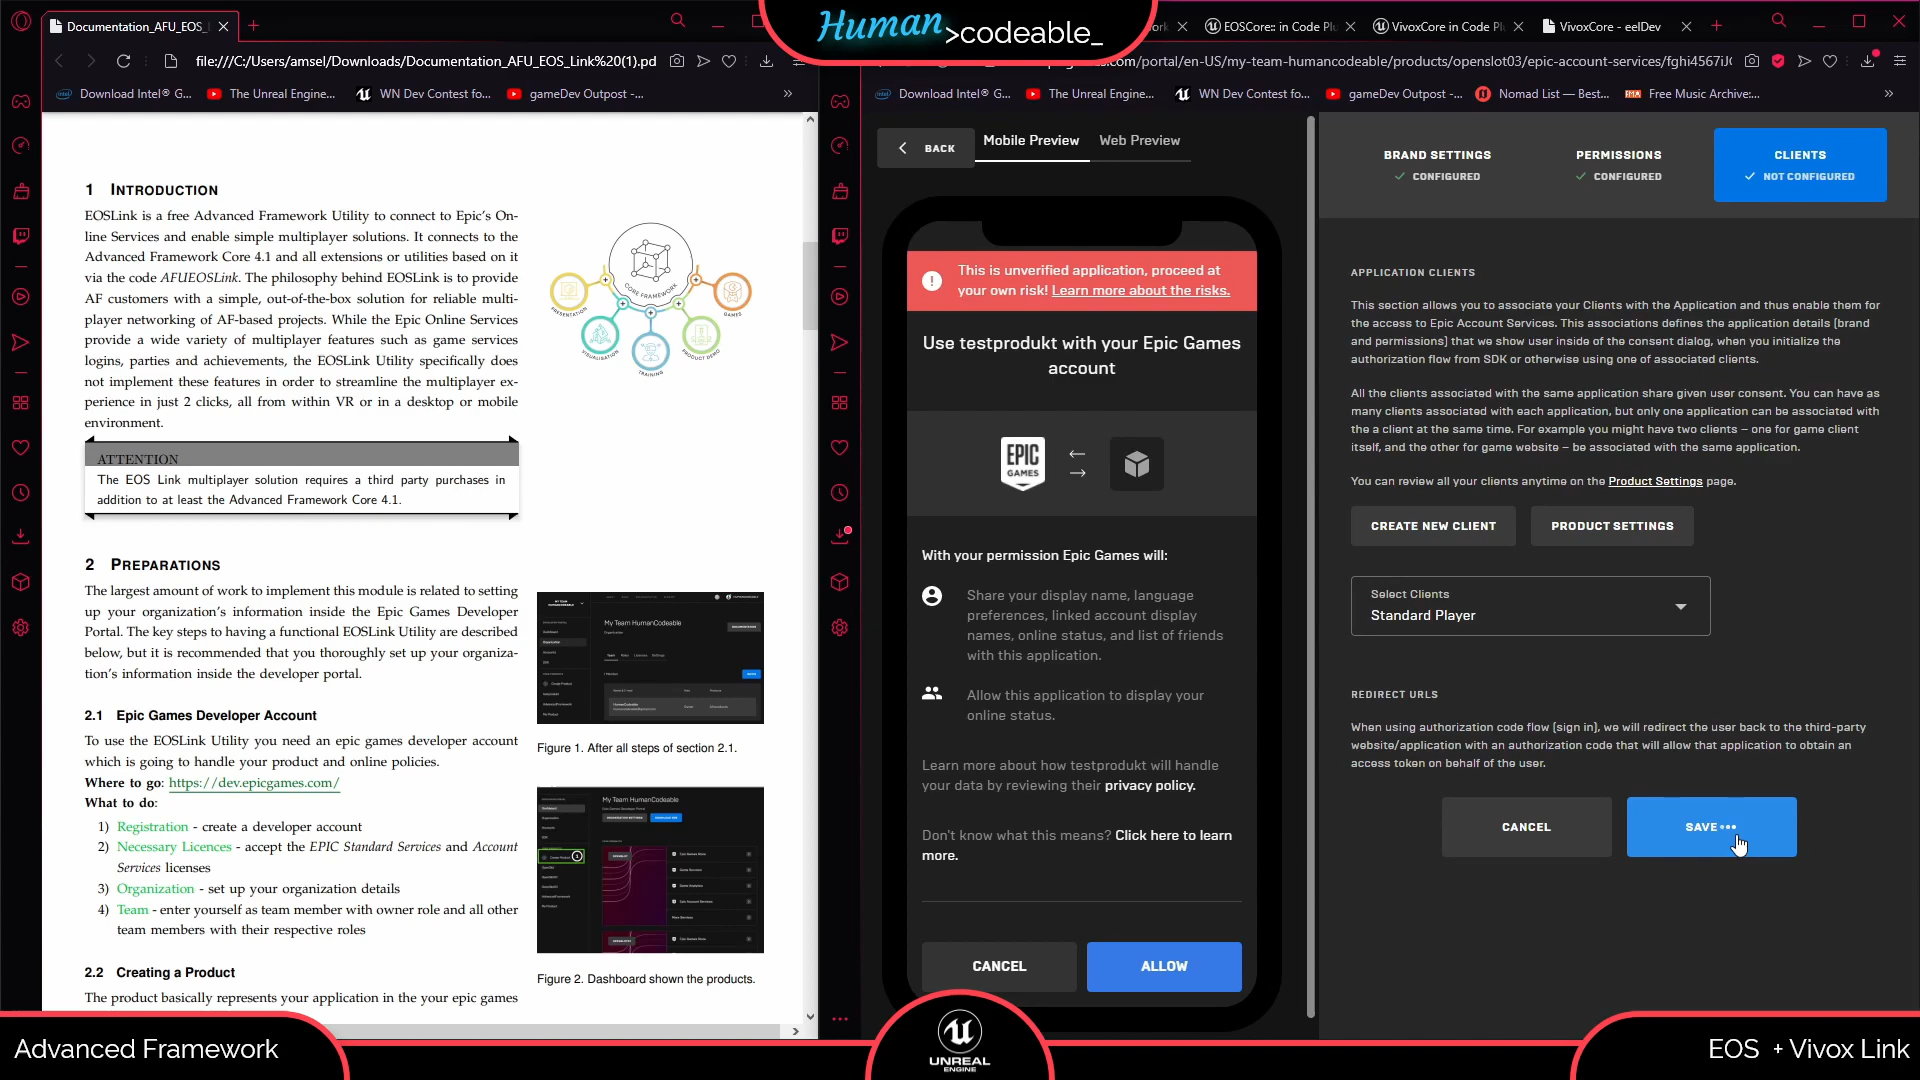 Human >codeable_
Documentation_AFU_EOS_
EOSCore:: in Code Plu
VivoxCore in Code Pl
VivoxCore - eelDev
file:///C:/Users/amsel/Downloads/Documentation_AFU_EOS_Link%20(1).pd
.com/portal/en-US/my-team-humancodeable/products/openslot03/epic-account-services/fghi4567iJ
Download Intel® G...
The Unreal Engine...
WN Dev Contest fo...
gameDev Outpost -...
Download Intel® G...
The Unreal Engine...
WN Dev Contest fo...
gameDev Outpost -...
Nomad List — Best...
Free Music Archive:...
1 INTRODUCTION
EOSLink is a free Advanced Framework Utility to connect to Epic's On-
line Services and enable simple multiplayer solutions. It connects to the
Advanced Framework Core 4.1 and all extensions or utilities based on it
via the code AFUEOSLink. The philosophy behind EOSLink is to provide
AF customers with a simple, out-of-the-box solution for reliable multi-
player networking of AF-based projects. While the Epic Online Services
provide a wide variety of multiplayer features such as game services
logins, parties and achievements, the EOSLink Utility specifically does
not implement these features in order to streamline the multiplayer ex-
perience in just 2 clicks, all from within VR or in a desktop or mobile
environment.
CORE FRAMEWORK
PRESENTATION
VISUALISATION
TRAINING
PRODUCT DEMO
GAMES
ATTENTION
The EOS Link multiplayer solution requires a third party purchases in
addition to at least the Advanced Framework Core 4.1.
2 PREPARATIONS
The largest amount of work to implement this module is related to setting
up your organization's information inside the Epic Games Developer
Portal. The key steps to having a functional EOSLink Utility are described
below, but it is recommended that you thoroughly set up your organiza-
tion's information inside the developer portal.
My Team HumanCodeable
Figure 1. After all steps of section 2.1.
2.1 Epic Games Developer Account
To use the EOSLink Utility you need an epic games developer account
which is going to handle your product and online policies.
Where to go: https://dev.epicgames.com/
What to do:
1) Registration - create a developer account
2) Necessary Licences - accept the EPIC Standard Services and Account
Services licenses
3) Organization - set up your organization details
4) Team - enter yourself as team member with owner role and all other
team members with their respective roles
My Team HumanCodeable
Figure 2. Dashboard shown the products.
2.2 Creating a Product
The product basically represents your application in the your epic games
BACK
Mobile Preview
Web Preview
This is unverified application, proceed at
your own risk! Learn more about the risks.
Use testprodukt with your Epic Games
account
EPIC
GAMES
With your permission Epic Games will:
Share your display name, language
preferences, linked account display
names, online status, and list of friends
with this application.
Allow this application to display your
online status.
Learn more about how testprodukt will handle
your data by reviewing their privacy policy.
Don't know what this means? Click here to learn
more.
CANCEL
ALLOW
BRAND SETTINGS
CONFIGURED
PERMISSIONS
CONFIGURED
CLIENTS
NOT CONFIGURED
APPLICATION CLIENTS
This section allows you to associate your Clients with the Application and thus enable them for
the access to Epic Account Services. This associations defines the application details (brand
and permissions) that we show user inside of the consent dialog, when you initialize the
authorization flow from SDK or otherwise using one of associated clients.
All the clients associated with the same application share given user consent. You can have as
many clients associated with each application, but only one application can be associated with
the a client at the same time. For example you might have two clients – one for game client
itself, and the other for game website – be associated with the same application.
You can review all your clients anytime on the Product Settings page.
CREATE NEW CLIENT
PRODUCT SETTINGS
Select Clients
Standard Player
REDIRECT URLS
When using authorization code flow (sign in), we will redirect the user back to the third-party
website/application with an authorization code that will allow that application to obtain an
access token on behalf of the user.
CANCEL
SAVE
Advanced Framework
UNREAL
ENGINE
EOS + Vivox Link